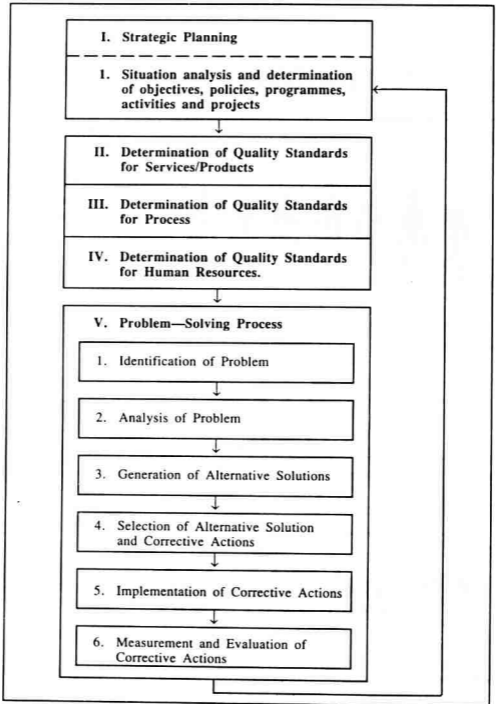 I. Strategic Planning
1. Situation analysis and determination
of objectives, policies, programmes,
activities and projects
II. Determination of Quality Standards
for Services/Products
III. Determination of Quality Standards
for Process
IV. Determination of Quality Standards
for Human Resources.
V. Problem—Solving Process
1. Identification of Problem
2. Analysis of Problem
3. Generation of Alternative Solutions
4. Selection of Alternative Solution
and Corrective Actions
5. Implementation of Corrective Actions
6. Measurement and Evaluation of
Corrective Actions